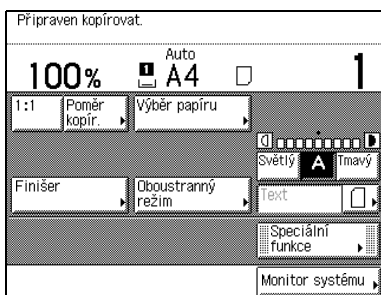 Připraven kopírovat.
100% 1 Auto A4 1
1:1 Poměr kopír. Výběr papíru
Světlý A Tmavý
Finišer Oboustranný režim Text
Speciální funkce
Monitor systému